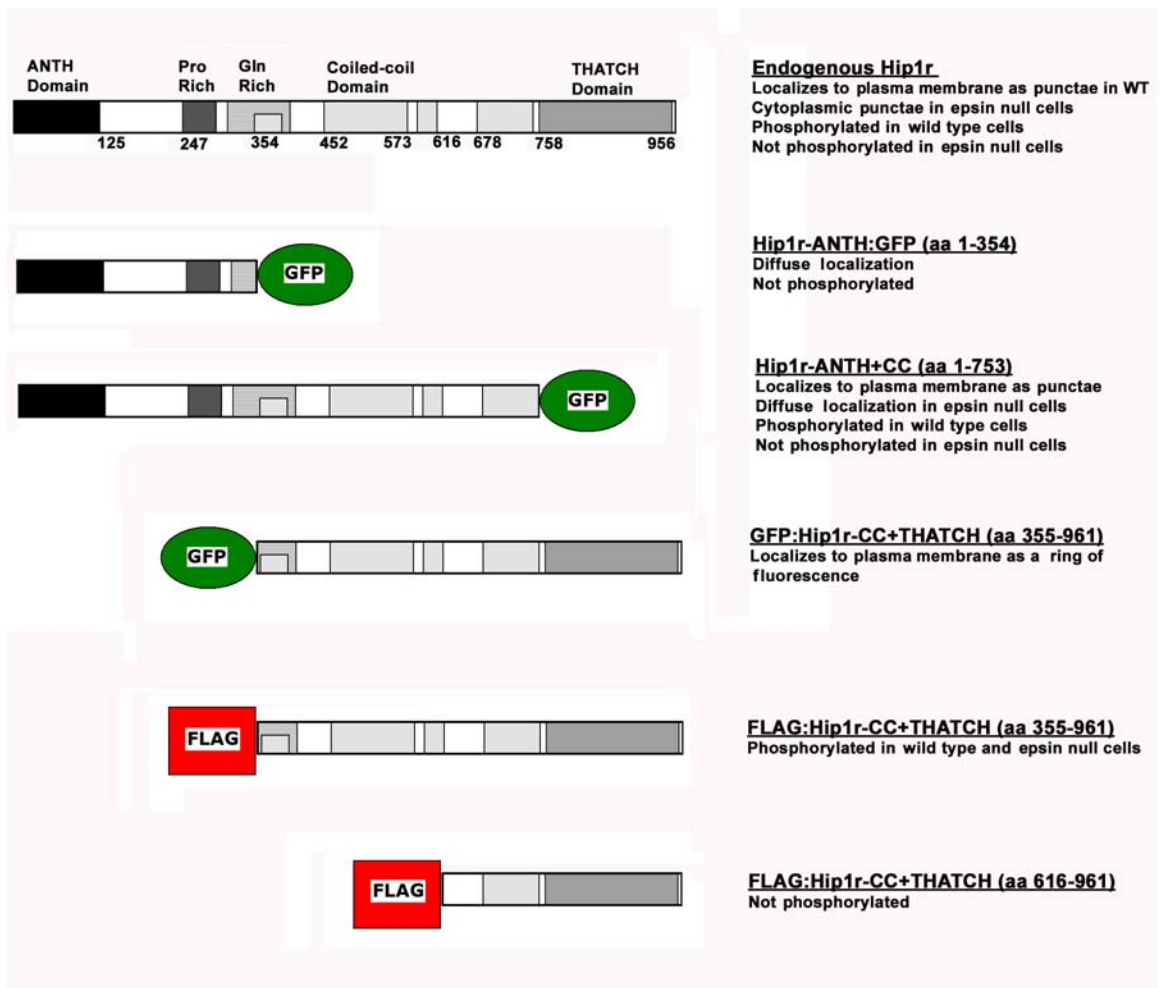 ANTH Domain
Pro Rich
Gln Rich
Coiled-coil Domain
THATCH Domain
125 247 354 452 573 616 678 758 956
Endogenous Hip1r
Localizes to plasma membrane as punctae in WT
Cytoplasmic punctae in epsin null cells
Phosphorylated in wild type cells
Not phosphorylated in epsin null cells
GFP
Hip1r-ANTH:GFP (aa 1-354)
Diffuse localization
Not phosphorylated
GFP
Hip1r-ANTH+CC (aa 1-753)
Localizes to plasma membrane as punctae
Diffuse localization in epsin null cells
Phosphorylated in wild type cells
Not phosphorylated in epsin null cells
GFP
GFP:Hip1r-CC+THATCH (aa 355-961)
Localizes to plasma membrane as a ring of
fluorescence
FLAG
FLAG:Hip1r-CC+THATCH (aa 355-961)
Phosphorylated in wild type and epsin null cells
FLAG
FLAG:Hip1r-CC+THATCH (aa 616-961)
Not phosphorylated